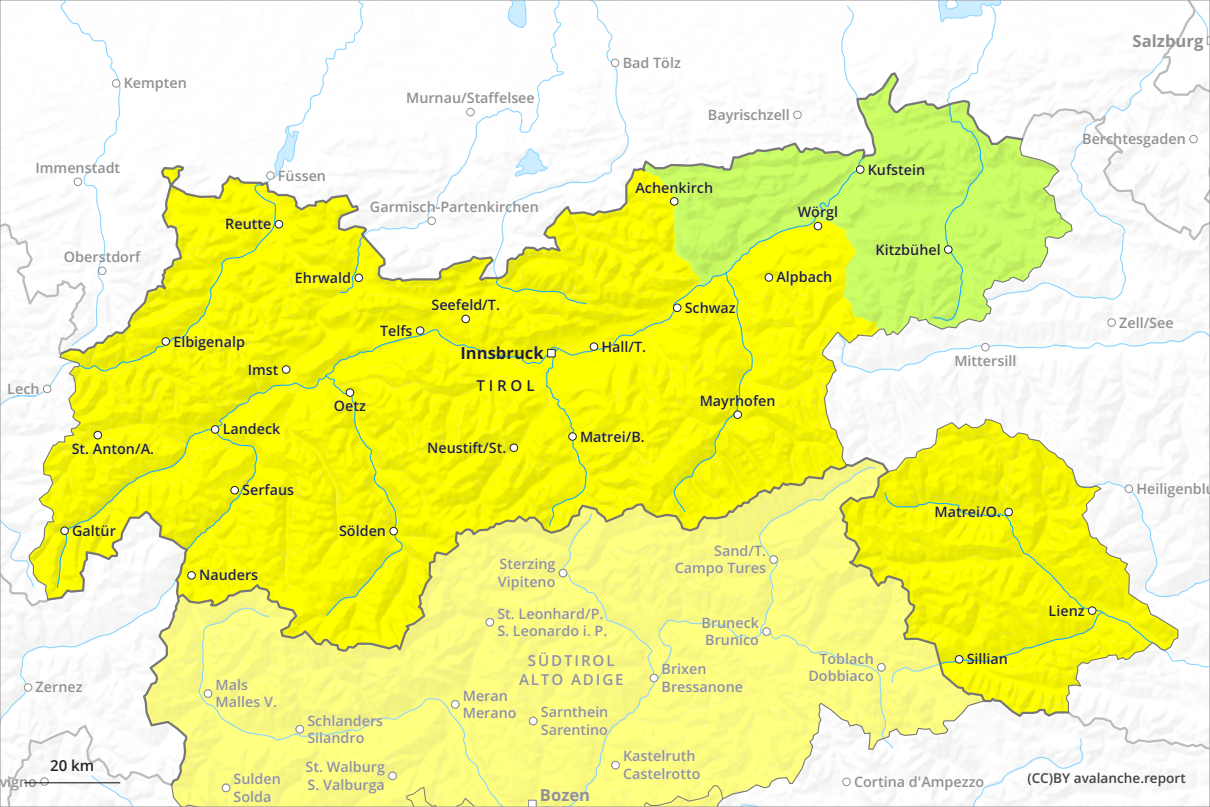 Salzburg
Bad Tölz
Kempten
Murnau/Staffelsee
Bayrischzell
Berchtesgaden
Immenstadt
Füssen
Kufstein
Achenkirch
Garmisch-Partenkirchen
Wörgl
Reutte
Kitzbühel
Oberstdorf
Ehrwald
Alpbach
Seefeld/T.
Schwaz
Zell/See
Telfs
Elbigenalp
Hall/T.
Innsbruck
Mittersill
Imst
TIROL
Lech
Oetz
Mayrhofen
Landeck
St. Anton/A.
Neustift/St.
Matrei/B.
Serfaus
Heiligenblu
Matrei/O.
Galtür
Sölden
Sand/T.
Campo Tures
Sterzing
Vipiteno
Nauders
St. Leonhard/P.
S. Leonardo i. P.
Lienz
Bruneck
Brunico
Sillian
SÜDTIROL
ALTO ADIGE
Toblach
Dobbiaco
Brixen
Bressanone
Zernez
Mals
Malles V.
Meran
Merano
Sarnthein
Sarentino
Schlanders
Silandro
Kastelruth
Castelrotto
20 km
St. Walburg
S. Valburga
Sulden
Solda
vigno
Cortina d'Ampezzo
(CC)BY avalanche.report
Bozen